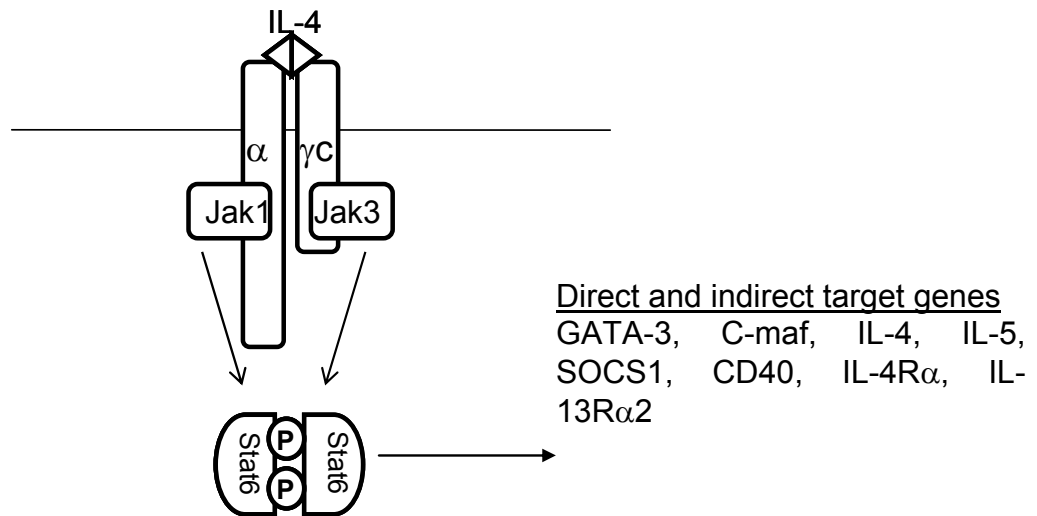 IL-4
α γc
Jak1 Jak3
Direct and indirect target genes
GATA-3, C-maf, IL-4, IL-5,
SOCS1, CD40, IL-4Rα, IL-
13Rα2
Stat6 P Stat6
P